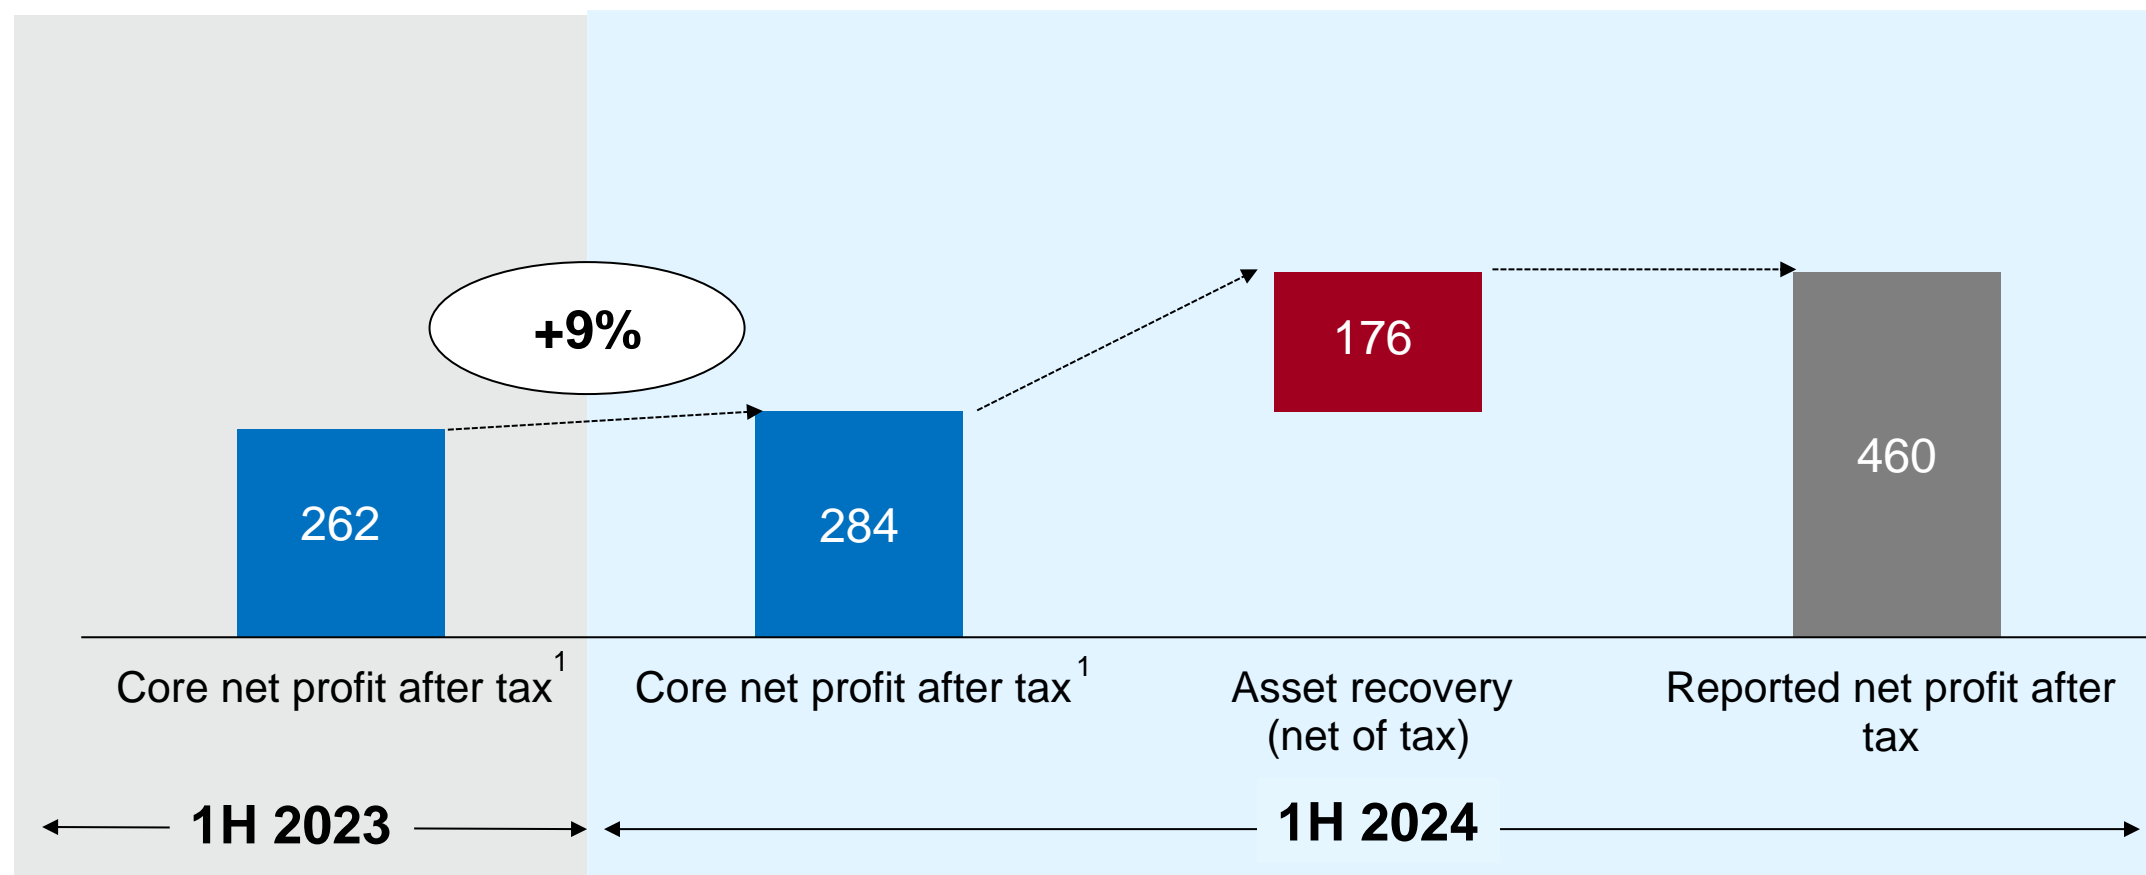 +9%
262
284
176
460
Core net profit after tax1
Core net profit after tax1
Asset recovery
(net of tax)
Reported net profit after
tax
1H 2023
1H 2024